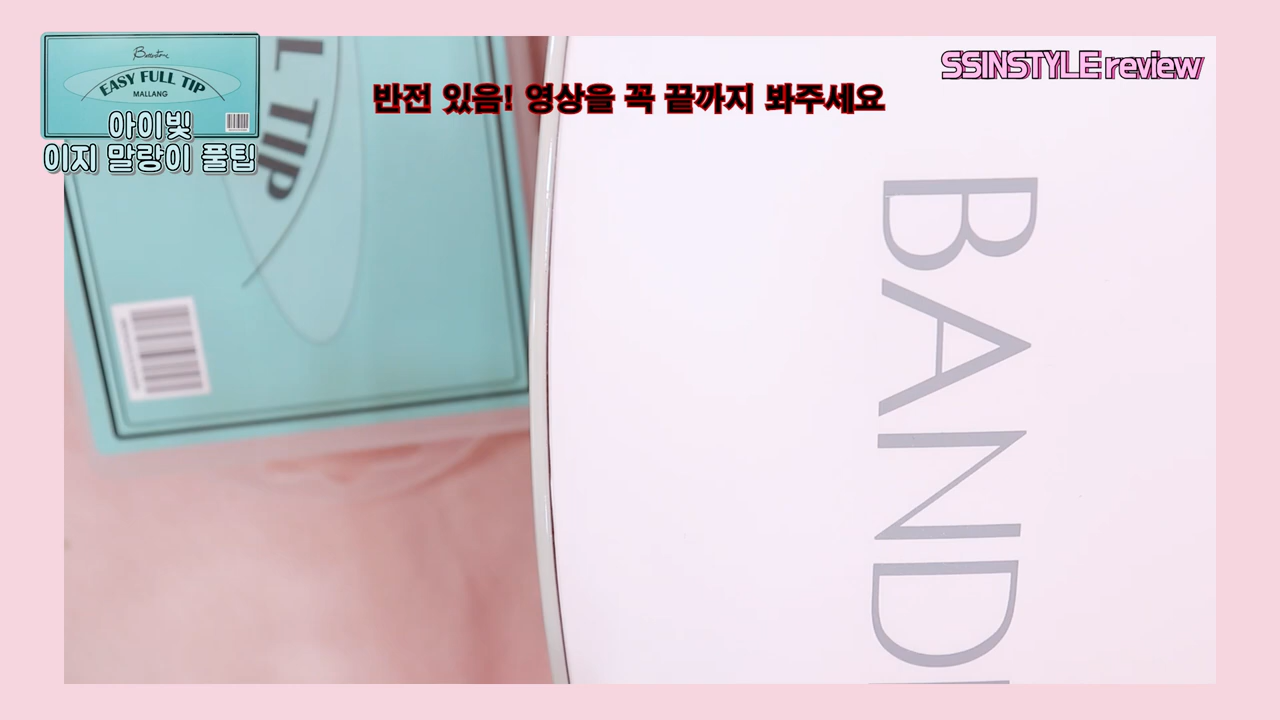 EASY FULL TIP
MALLANG
아이빛
이지 말랑이 풀팁
반전 있음! 영상을 꼭 끝까지 봐주세요
SSINSTYLE review
L TIP
BAND